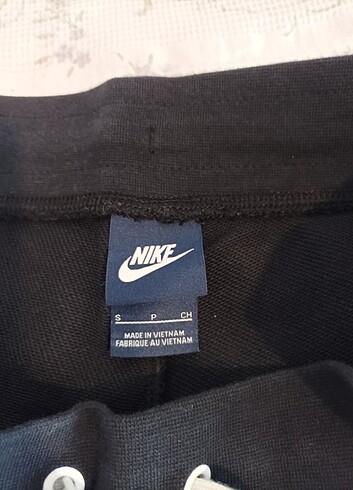 NIKE
S P CH
MADE IN VIETNAM
FABRIQUE AU VIETNAM